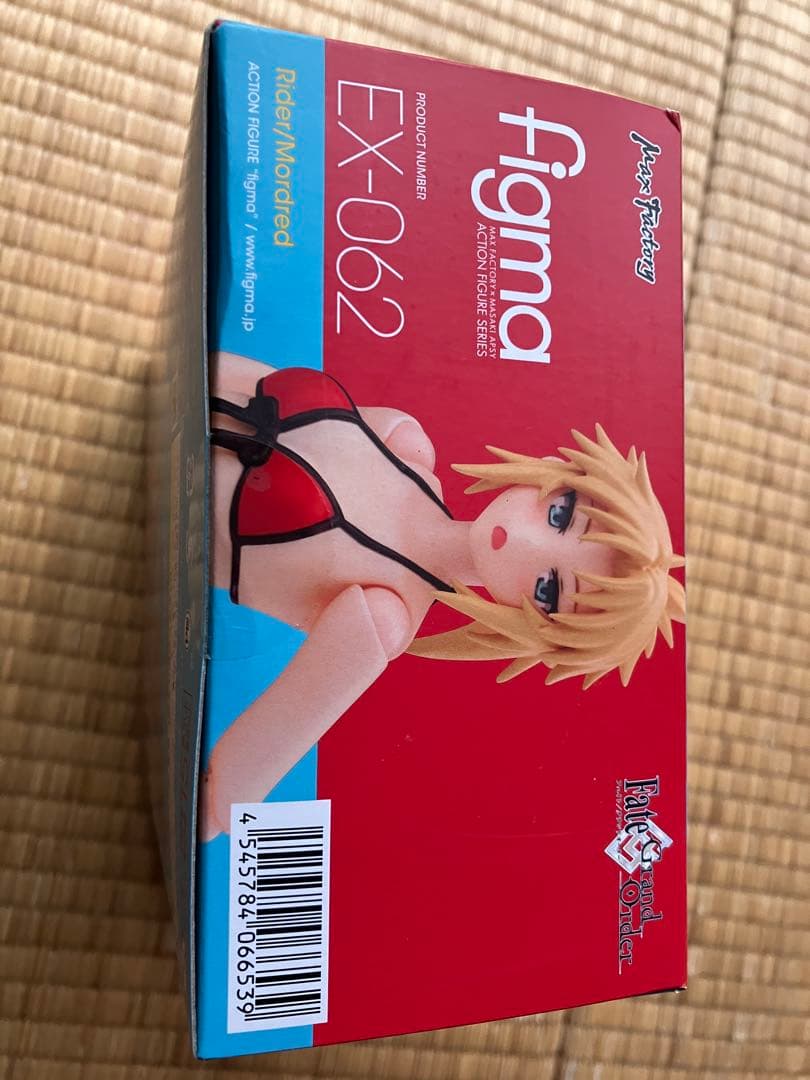 Max Factory
figma
MAX FACTORY × MASAKI APSY
ACTION FIGURE SERIES
PRODUCT NUMBER
EX-062
Rider/Mordred
ACTION FIGURE "figma" / www.figma.jp
Fate
Grand
Order
4 545784 066539